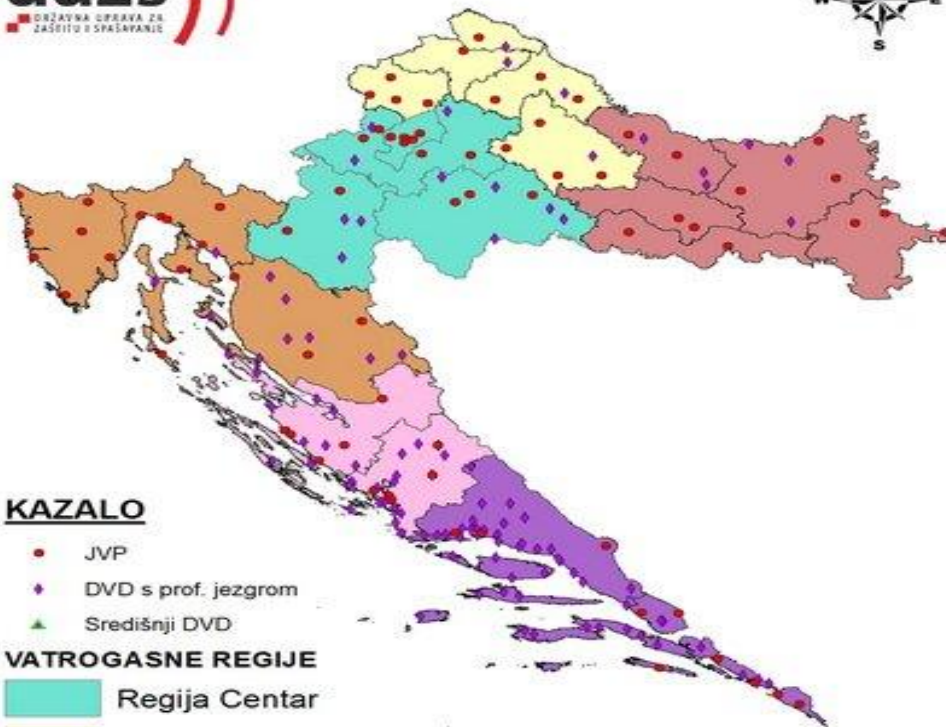 DRŽAVNA UPRAVA ZA
ZAŠTITU I SPAŠAVANJE
S
KAZALO
JVP
DVD s prof. jezgrom
Središnji DVD
VATROGASNE REGIJE
Regija Centar